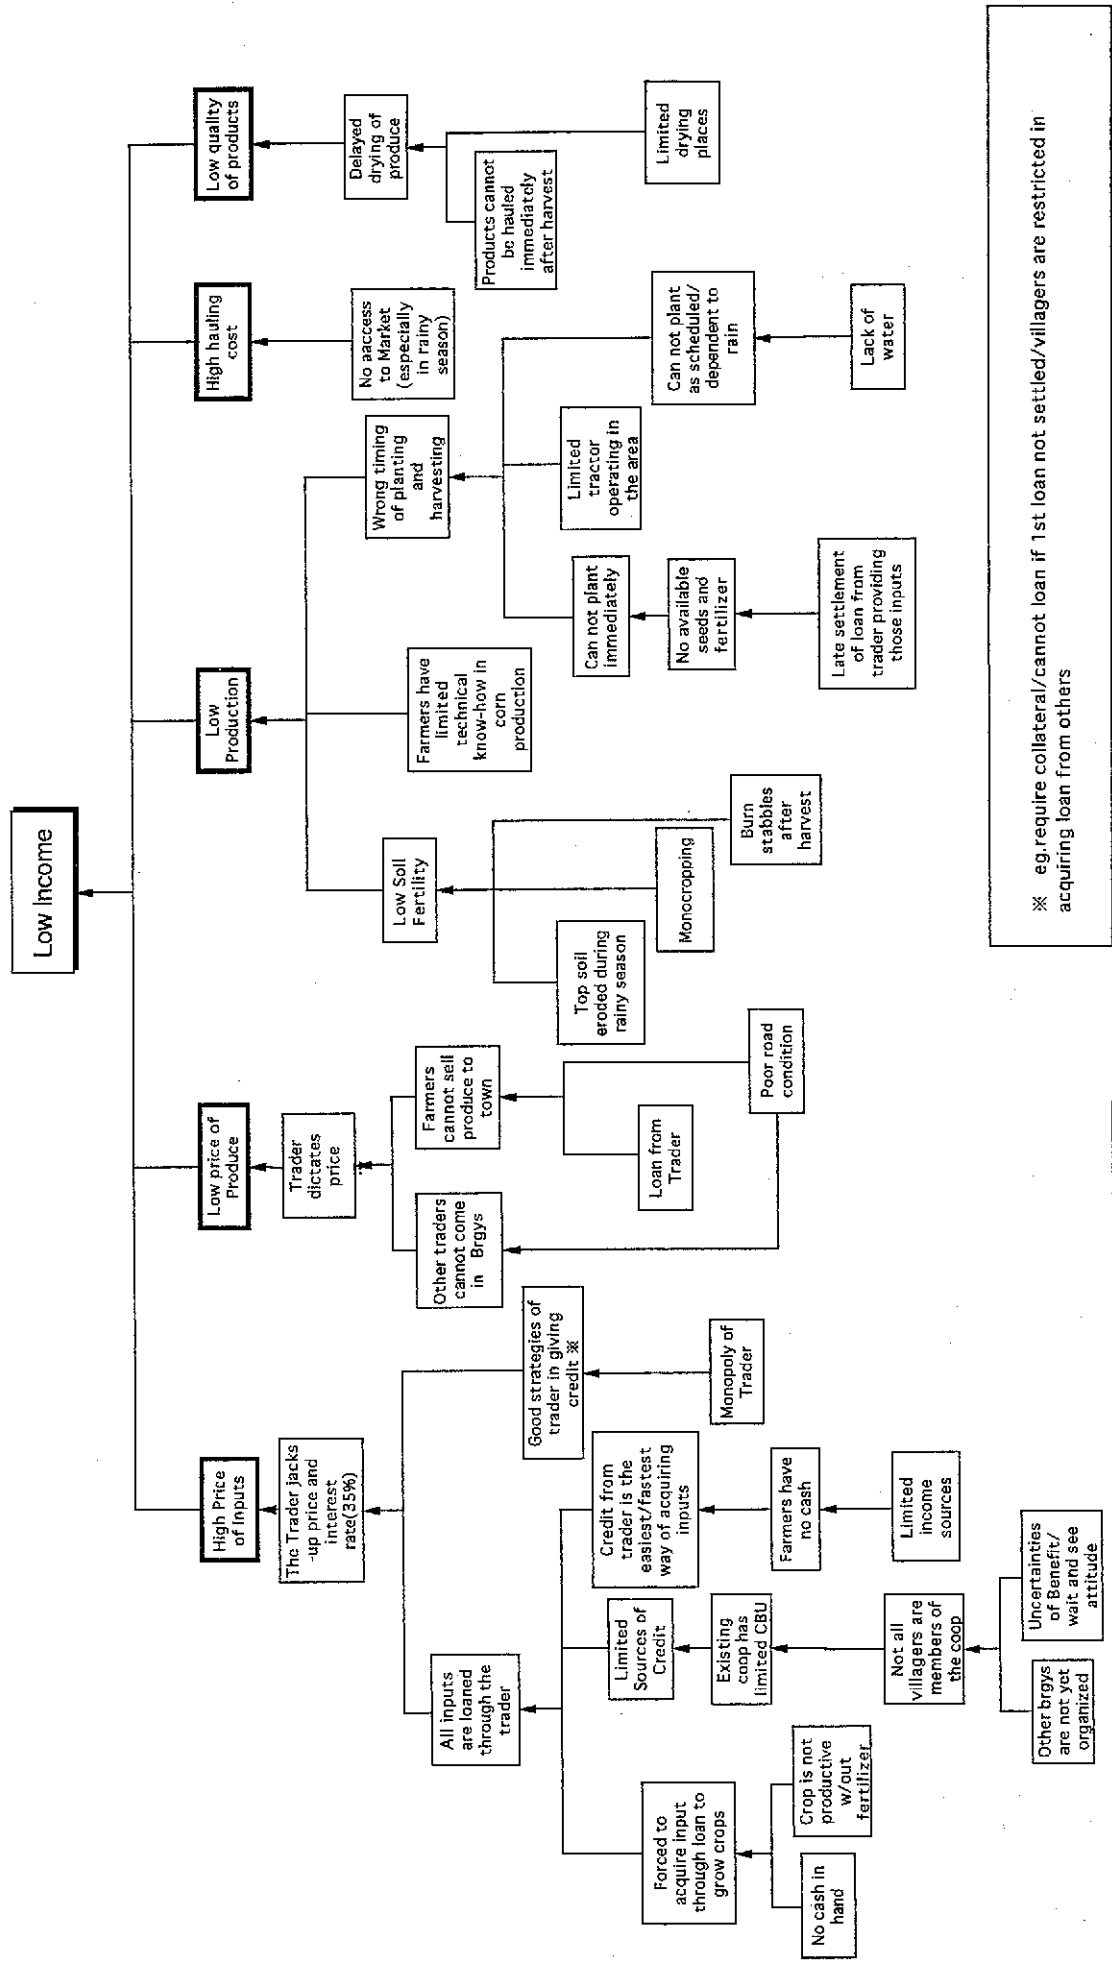 Low Income
High Price
of Inputs
The Trader jacks
-up price and
interest
rate(35%)
All inputs
are loaned
through the
trader
Forced to
acquire input
through loan to
grow crops
No cash in
hand
Crop is not
productive
w/out
fertilizer
Limited
Sources of
Credit
Existing
coop has
limited CBU
Not all
villagers are
members of
the coop
Other brgys
are not yet
organized
Uncertainties
of Benefit/
wait and see
attitude
Credit from
trader is the
easiest/fastest
way of acquiring
inputs
Farmers have
no cash
Limited
income
sources
Good strategies of
trader in giving
credit ※
Monopoly of
Trader
Low price of
Produce
Trader
dictates
price
Other traders
cannot come
in Brgys
Farmers
cannot sell
produce to
town
Loan from
Trader
Poor road
condition
Low
Production
Low Soil
Fertility
Top soil
eroded during
rainy season
Monocropping
Burn
stabbles
after
harvest
Farmers have
limited
technical
know-how in
corn
production
Wrong timing
of planting
and
harvesting
Can not plant
immediately
No available
seeds and
fertilizer
Late settlement
of loan from
trader providing
those inputs
Limited
tractor
operating in
the area
Can not plant
as scheduled/
dependent to
rain
Lack of
water
High hauling
cost
No aaccess
to Market
(especially
in rainy
season)
Low quality
of products
Delayed
drying of
produce
Products cannot
be hauled
immediately
after harvest
Limited
drying
places
※ eg.require collateral/cannot loan if 1st loan not settled/villagers are restricted in
acquiring loan from others